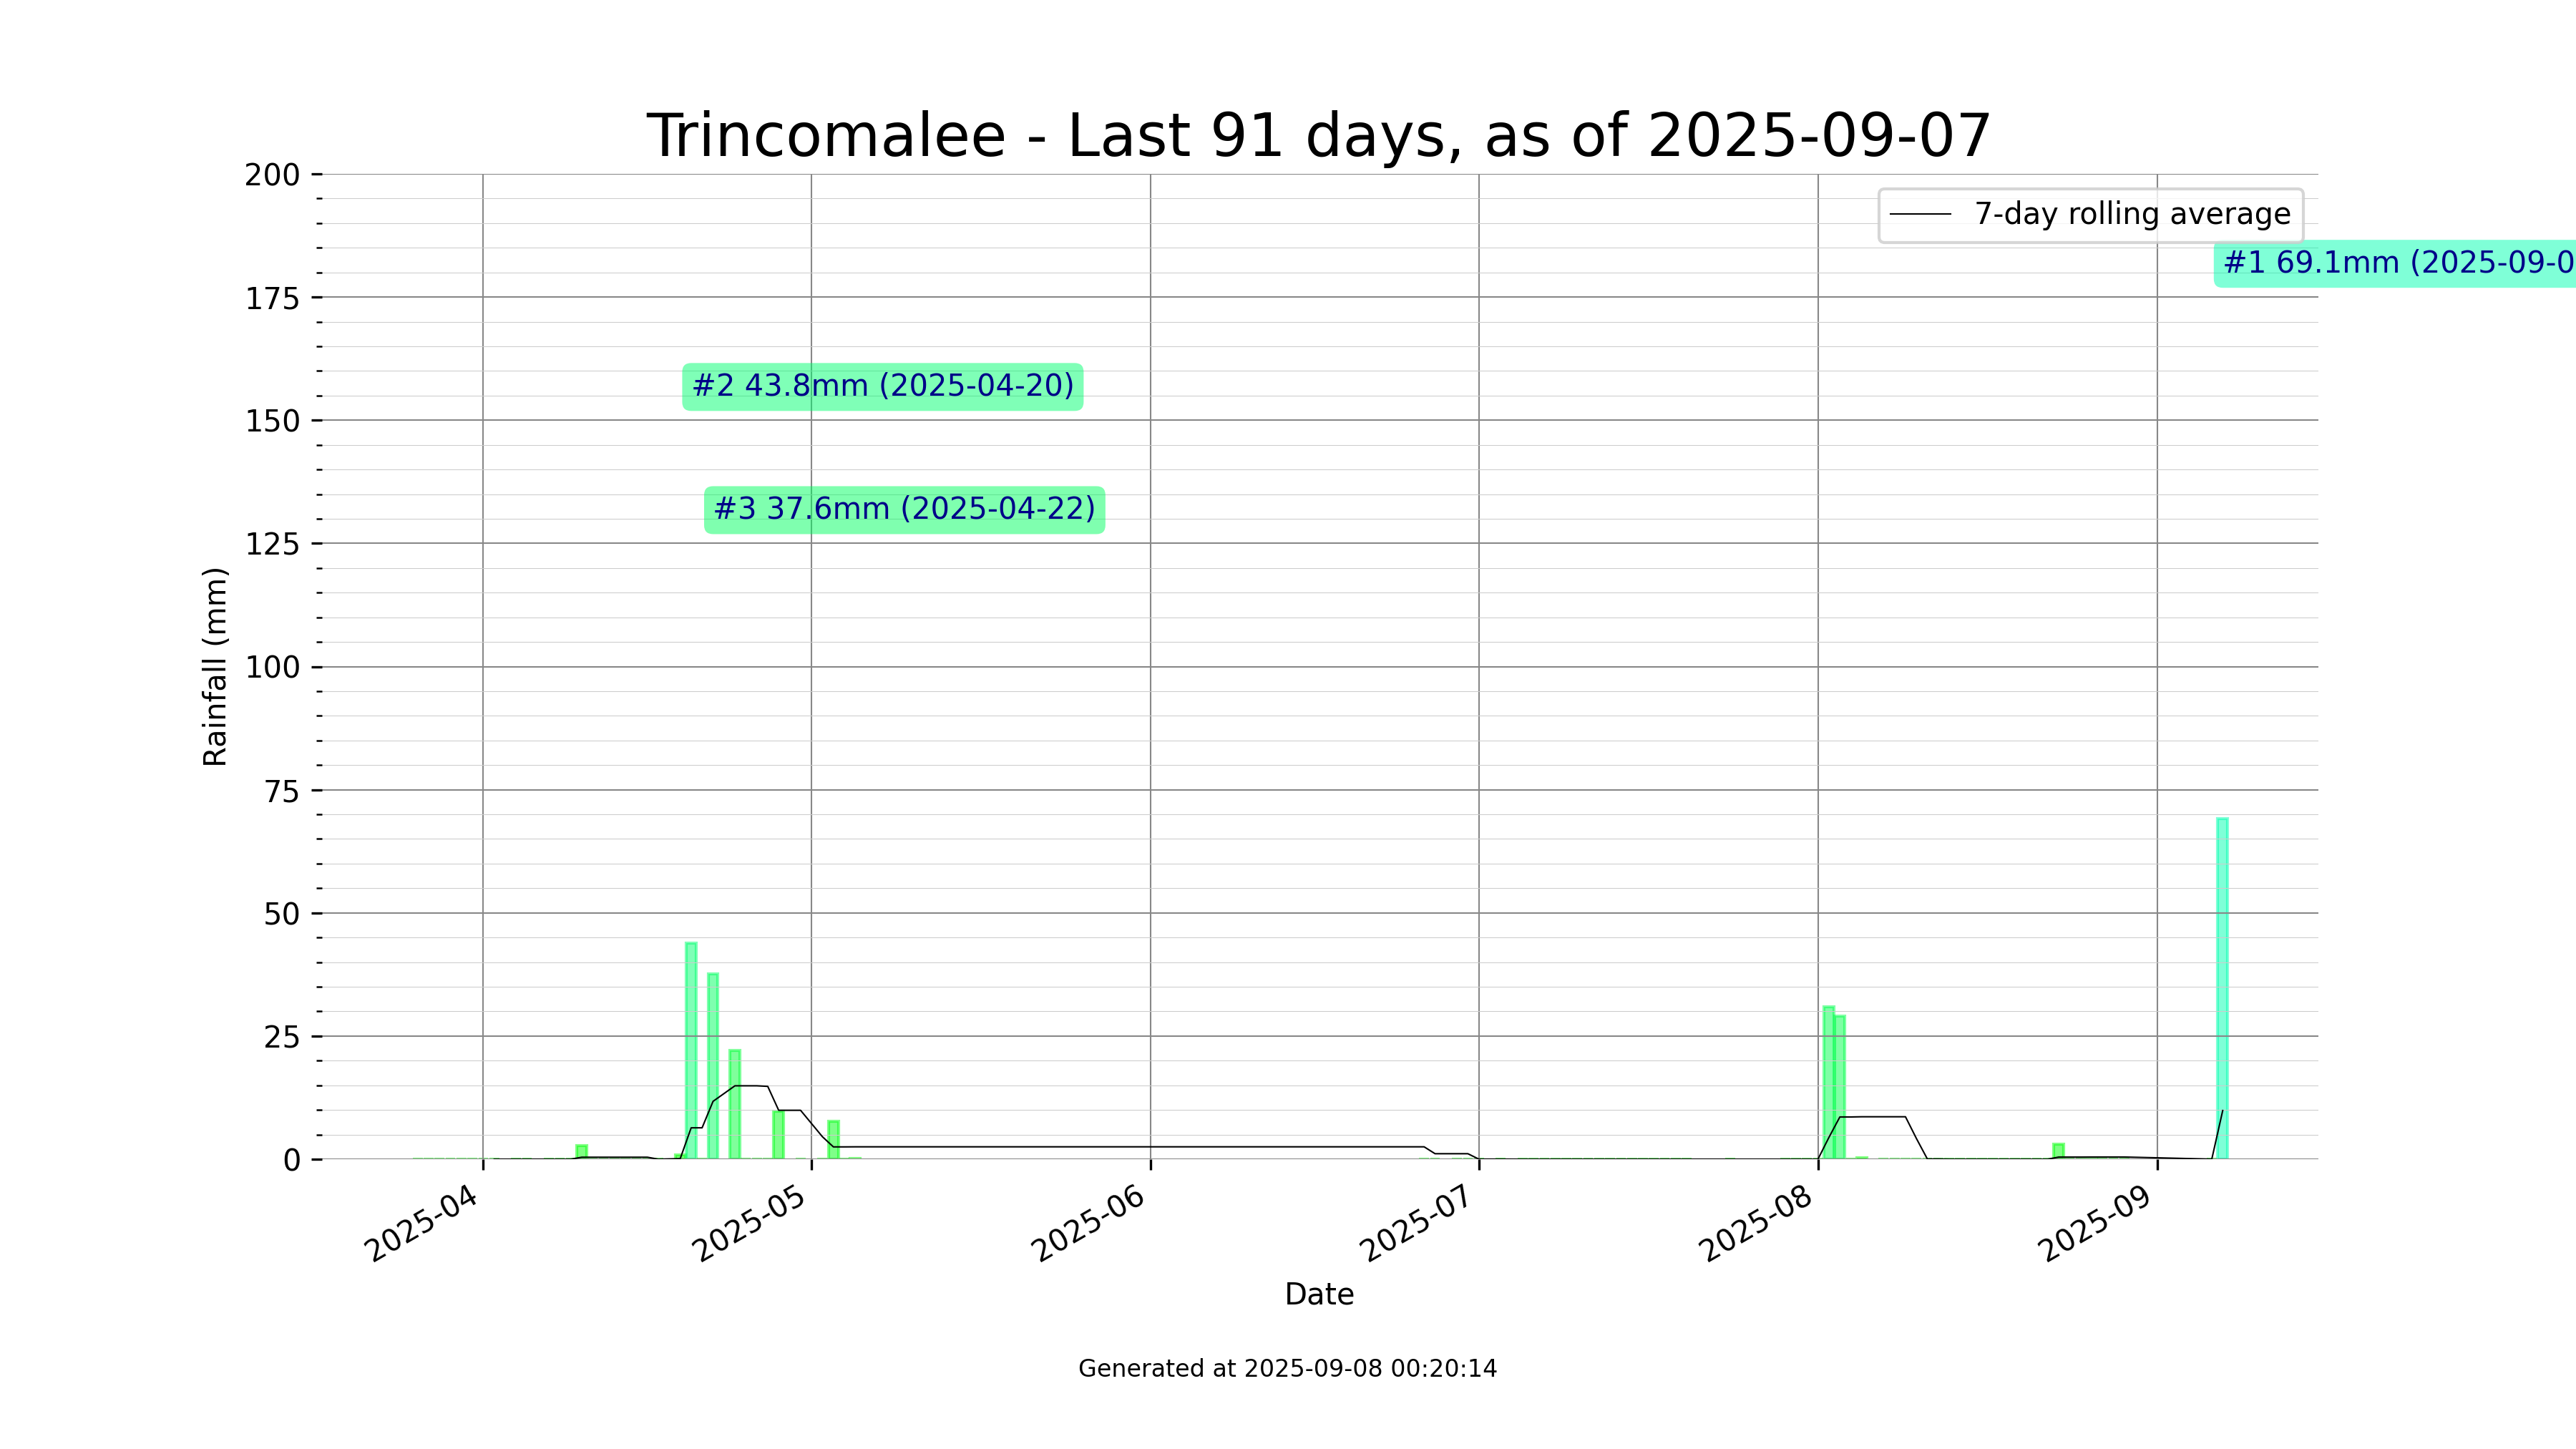 Trincomalee - Last 91 days, as of 2025-09-07
200
175
150
125
100
75
50
25
0
Rainfall (mm)
7-day rolling average
#1 69.1mm (2025-09-0
#2 43.8mm (2025-04-20)
#3 37.6mm (2025-04-22)
2025-04
2025-05
2025-06
2025-07
2025-08
2025-09
Date
Generated at 2025-09-08 00:20:14